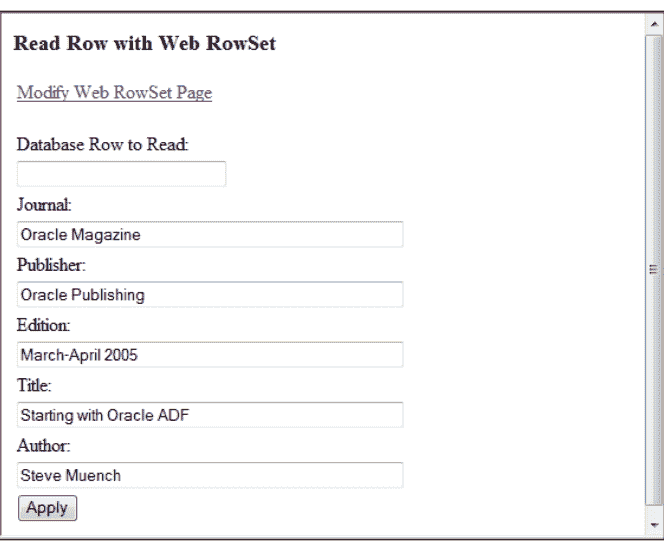 Read Row with Web RowSet
Modify Web RowSet Page
Database Row to Read:
Journal:
Oracle Magazine
Publisher:
Oracle Publishing
Edition:
March-April 2005
Title:
Starting with Oracle ADF
Author:
Steve Muench
Apply